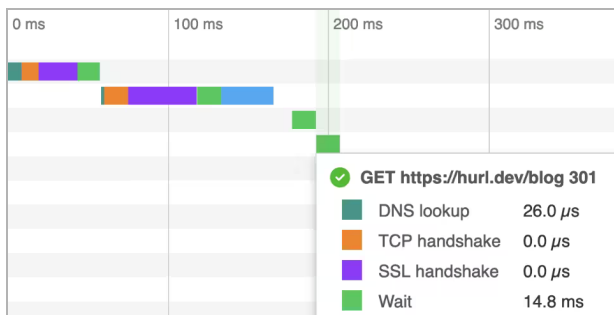 0 ms 100 ms 200 ms 300 ms
GET https://hurl.dev/blog 301
DNS lookup 26.0 µs
TCP handshake 0.0 µs
SSL handshake 0.0 µs
Wait 14.8 ms